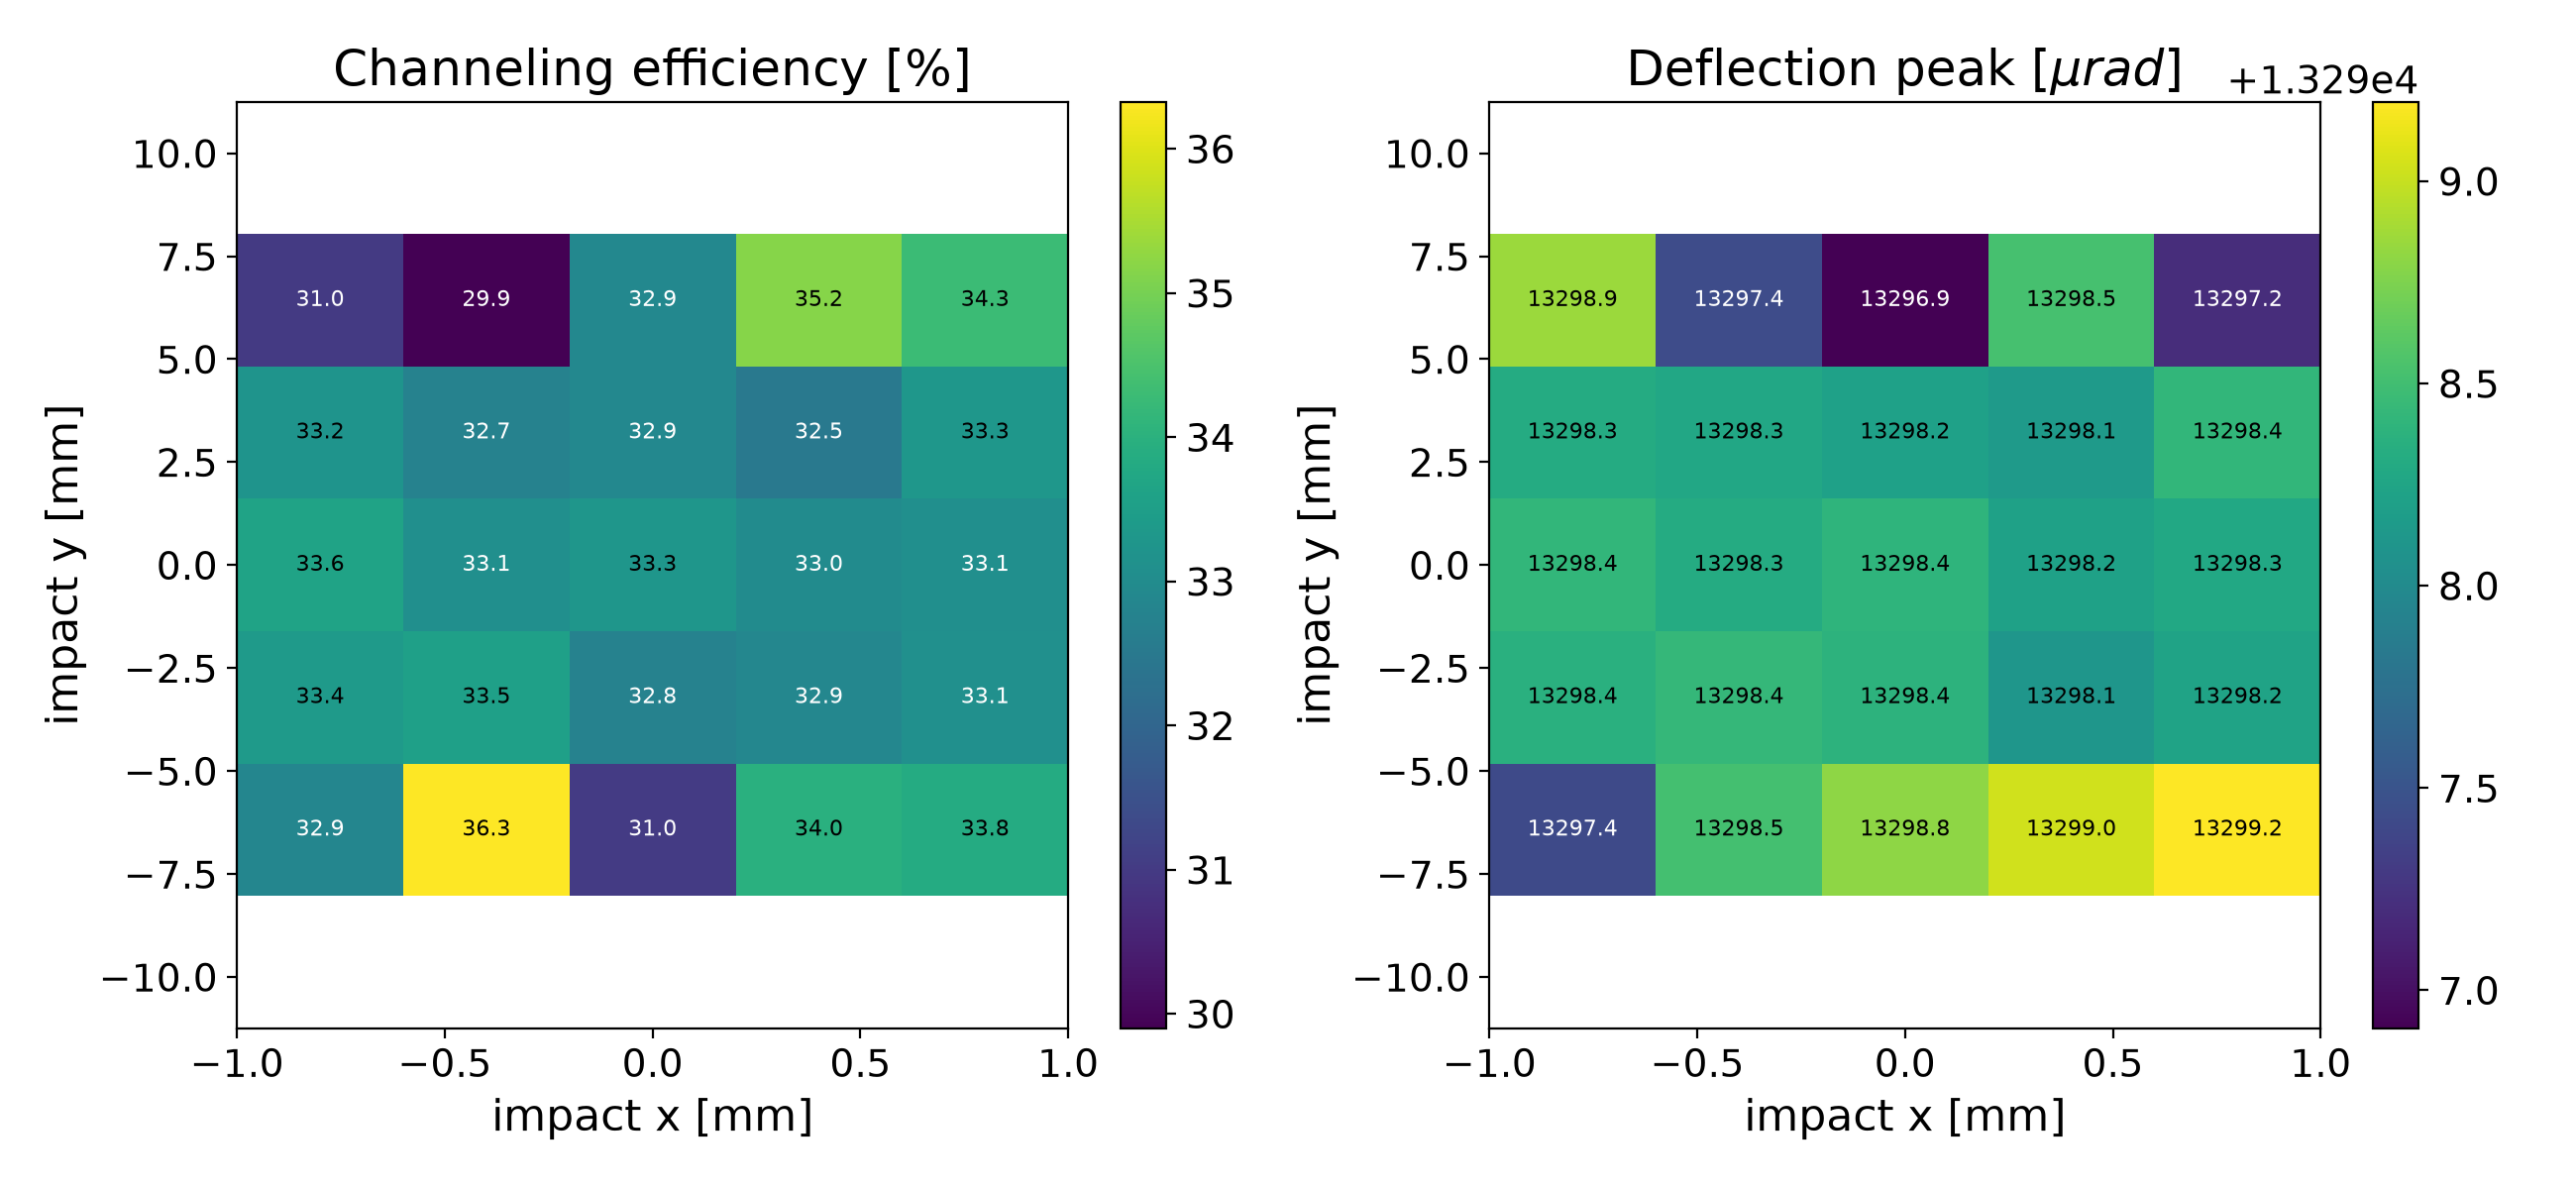 Channeling efficiency [%]
10.0
7.5
5.0
2.5
0.0
−2.5
−5.0
−7.5
−10.0
impact y [mm]
31.0 29.9 32.9 35.2 34.3
33.2 32.7 32.9 32.5 33.3
33.6 33.1 33.3 33.0 33.1
33.4 33.5 32.8 32.9 33.1
32.9 36.3 31.0 34.0 33.8
−1.0 −0.5 0.0 0.5 1.0
impact x [mm]
36
35
34
33
32
31
30
Deflection peak [μrad]
+1.329e4
10.0
7.5
5.0
2.5
0.0
−2.5
−5.0
−7.5
−10.0
impact y [mm]
13298.9 13297.4 13296.9 13298.5 13297.2
13298.3 13298.3 13298.2 13298.1 13298.4
13298.4 13298.3 13298.4 13298.2 13298.3
13298.4 13298.4 13298.4 13298.1 13298.2
13297.4 13298.5 13298.8 13299.0 13299.2
−1.0 −0.5 0.0 0.5 1.0
impact x [mm]
9.0
8.5
8.0
7.5
7.0